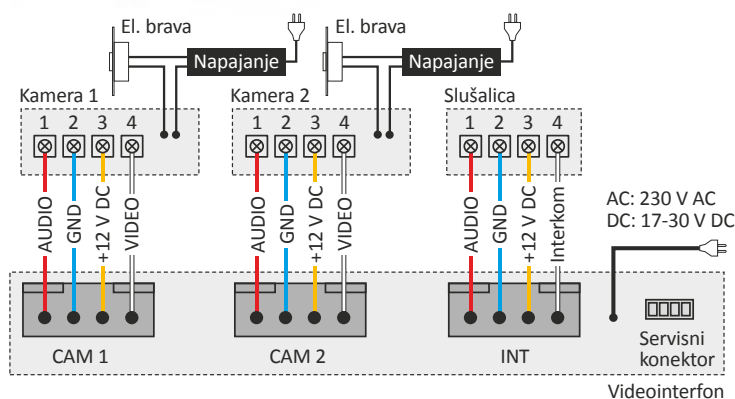 El. brava
Napajanje
El. brava
Napajanje
Kamera 1
Kamera 2
Slušalica
1 2 3 4
1 2 3 4
1 2 3 4
AUDIO
GND
+12 V DC
VIDEO
AUDIO
GND
+12 V DC
VIDEO
AUDIO
GND
+12 V DC
Interkom
AC: 230 V AC
DC: 17-30 V DC
CAM 1
CAM 2
INT
Servisni
konektor
Videointerfon